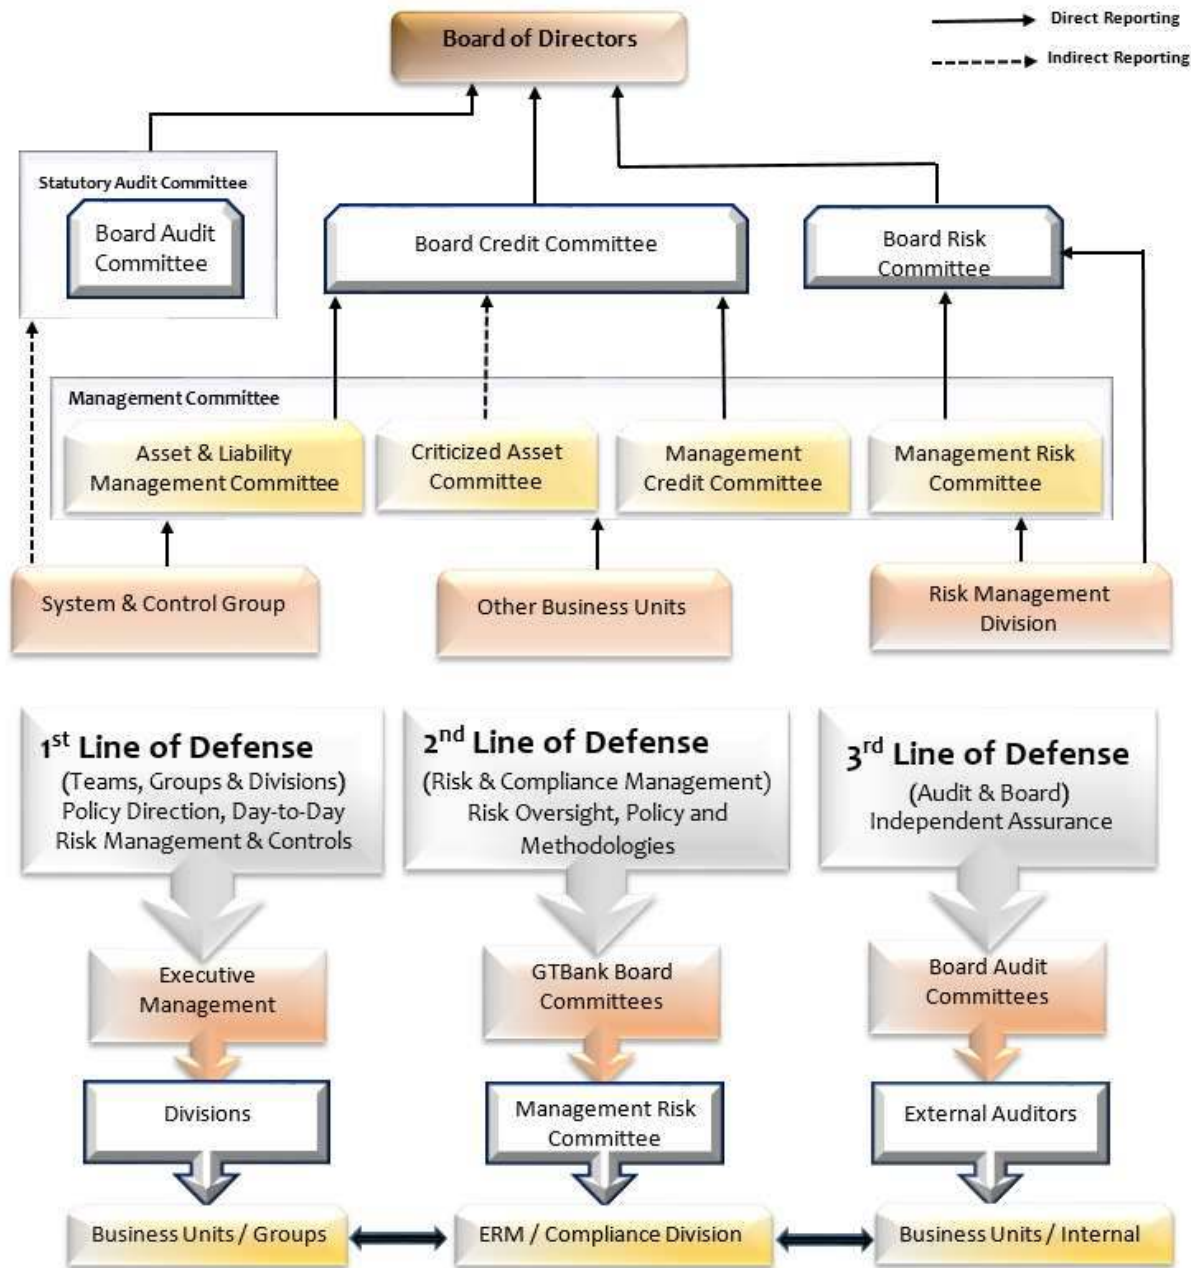 Board of Directors
Direct Reporting
Indirect Reporting
Statutory Audit Committee
Board Audit
Committee
Board Credit Committee
Board Risk
Committee
Management Committee
Asset & Liability
Management Committee
Criticized Asset
Committee
Management
Credit Committee
Management Risk
Committee
System & Control Group
Other Business Units
Risk Management
Division
1st Line of Defense
(Teams, Groups & Divisions)
Policy Direction, Day-to-Day
Risk Management & Controls
2nd Line of Defense
(Risk & Compliance Management)
Risk Oversight, Policy and
Methodologies
3rd Line of Defense
(Audit & Board)
Independent Assurance
Executive
Management
GTBank Board
Committees
Board Audit
Committees
Divisions
Management Risk
Committee
External Auditors
Business Units / Groups
ERM / Compliance Division
Business Units / Internal